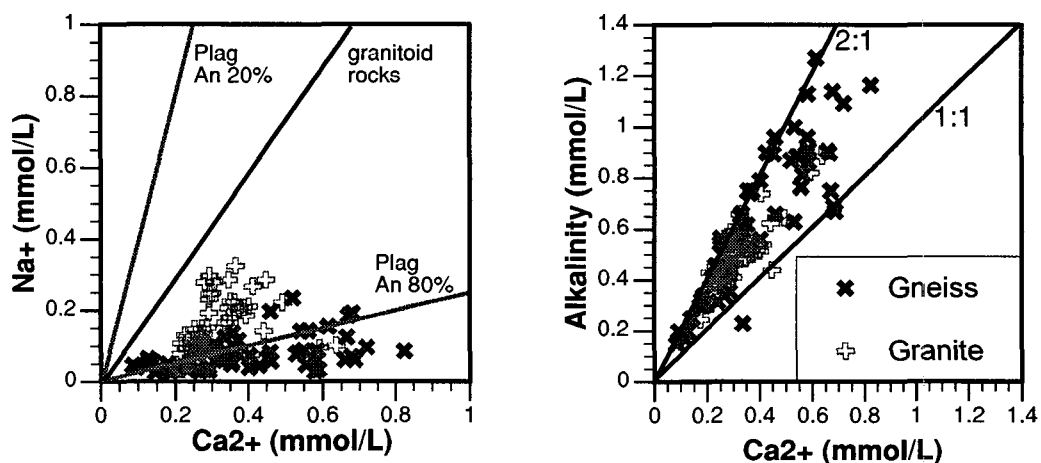 1
0.8
0.6
0.4
0.2
0
Na+ (mmol/L)
Plag
An 20%
granitoid
rocks
Plag
An 80%
0 0.2 0.4 0.6 0.8 1
Ca2+ (mmol/L)
1.4
1.2
1.0
0.8
0.6
0.4
0.2
0
Alkalinity (mmol/L)
2:1
1:1
Gneiss
Granite
0 0.2 0.4 0.6 0.8 1 1.2 1.4
Ca2+ (mmol/L)